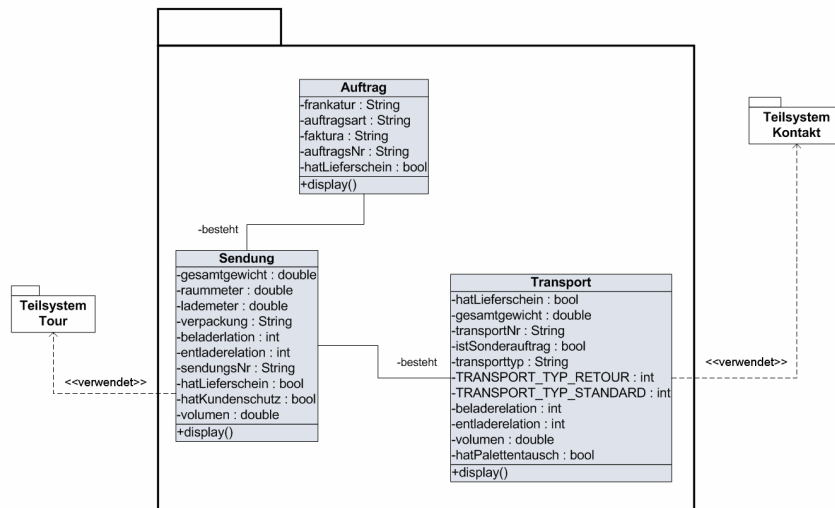 Auftrag
-frankatur : String
-auftragsart : String
-faktura : String
-auftragsNr : String
-hatLieferschein : bool
+display()
Teilsystem
Kontakt
-besteht
Sendung
-gesamtgewicht : double
-raummeter : double
-lademeter : double
-verpackung : String
-beladerlation : int
-entladerelation : int
-sendungsNr : String
-hatLieferschein : bool
-hatKundenschutz : bool
-volumen : double
+display()
Teilsystem
Tour
<<verwendet>>
-besteht
Transport
-hatLieferschein : bool
-gesamtgewicht : double
-transportNr : String
-istSonderauftrag : bool
-transporttyp : String
-TRANSPORT_TYP_RETOUR : int
-TRANSPORT_TYP_STANDARD : int
-beladerelation : int
-entladerelation : int
-volumen : double
-hatPalettentausch : bool
+display()
<<verwendet>>